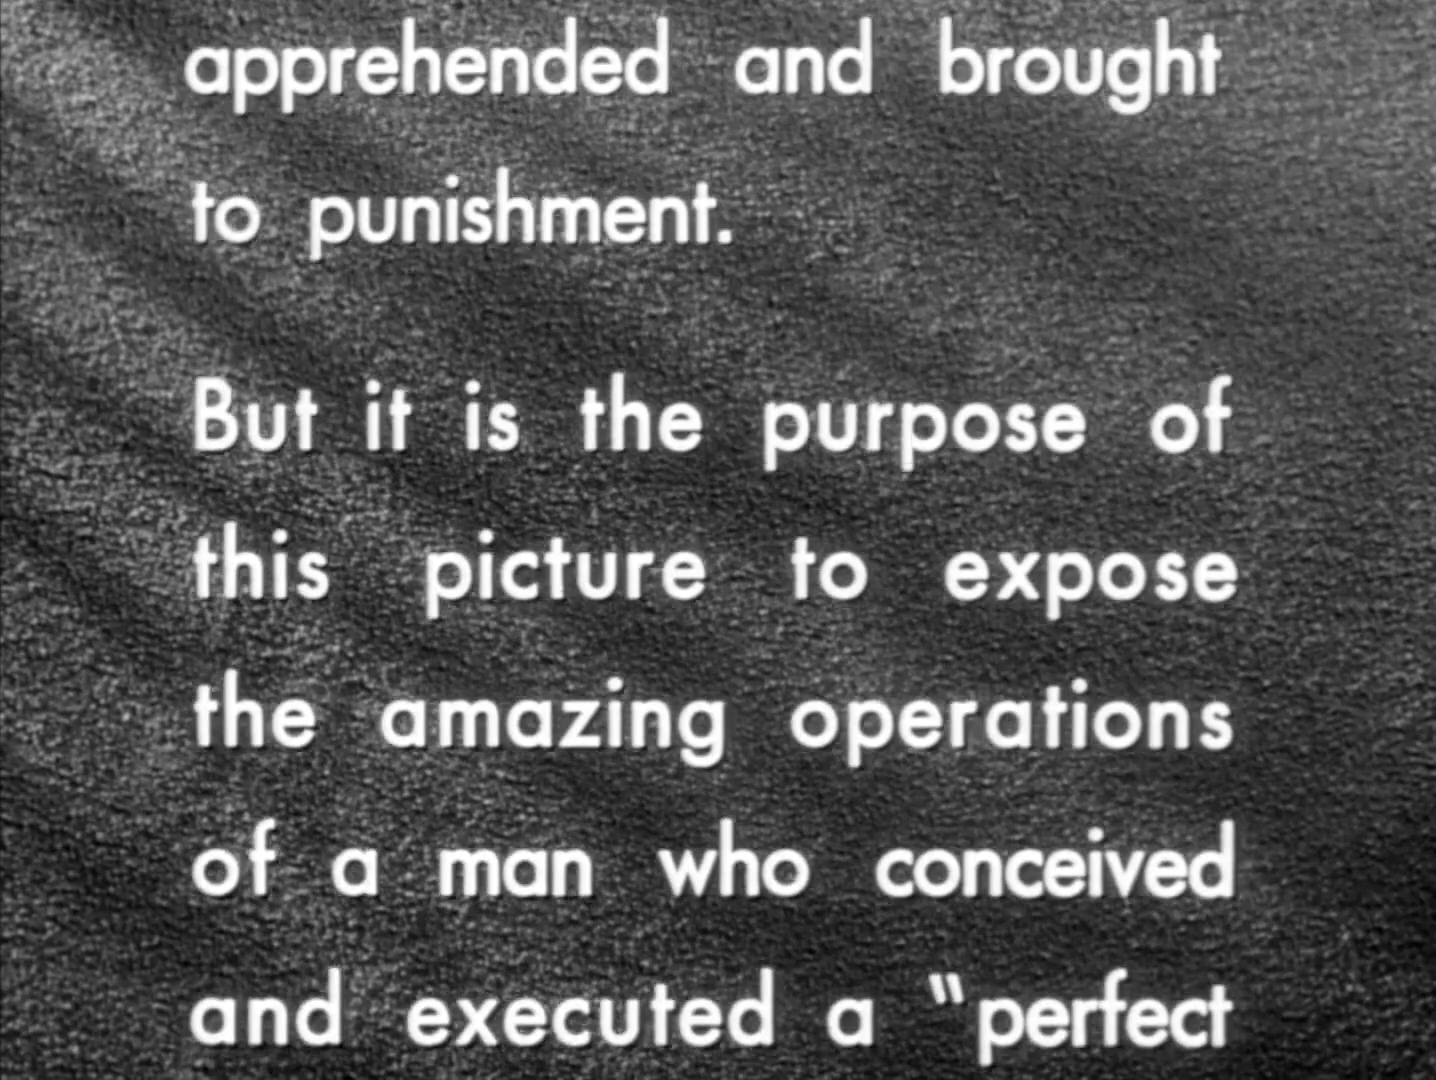 apprehended and brought
to punishment.
But it is the purpose of
this picture to expose
the amazing operations
of a man who conceived
and executed a "perfect